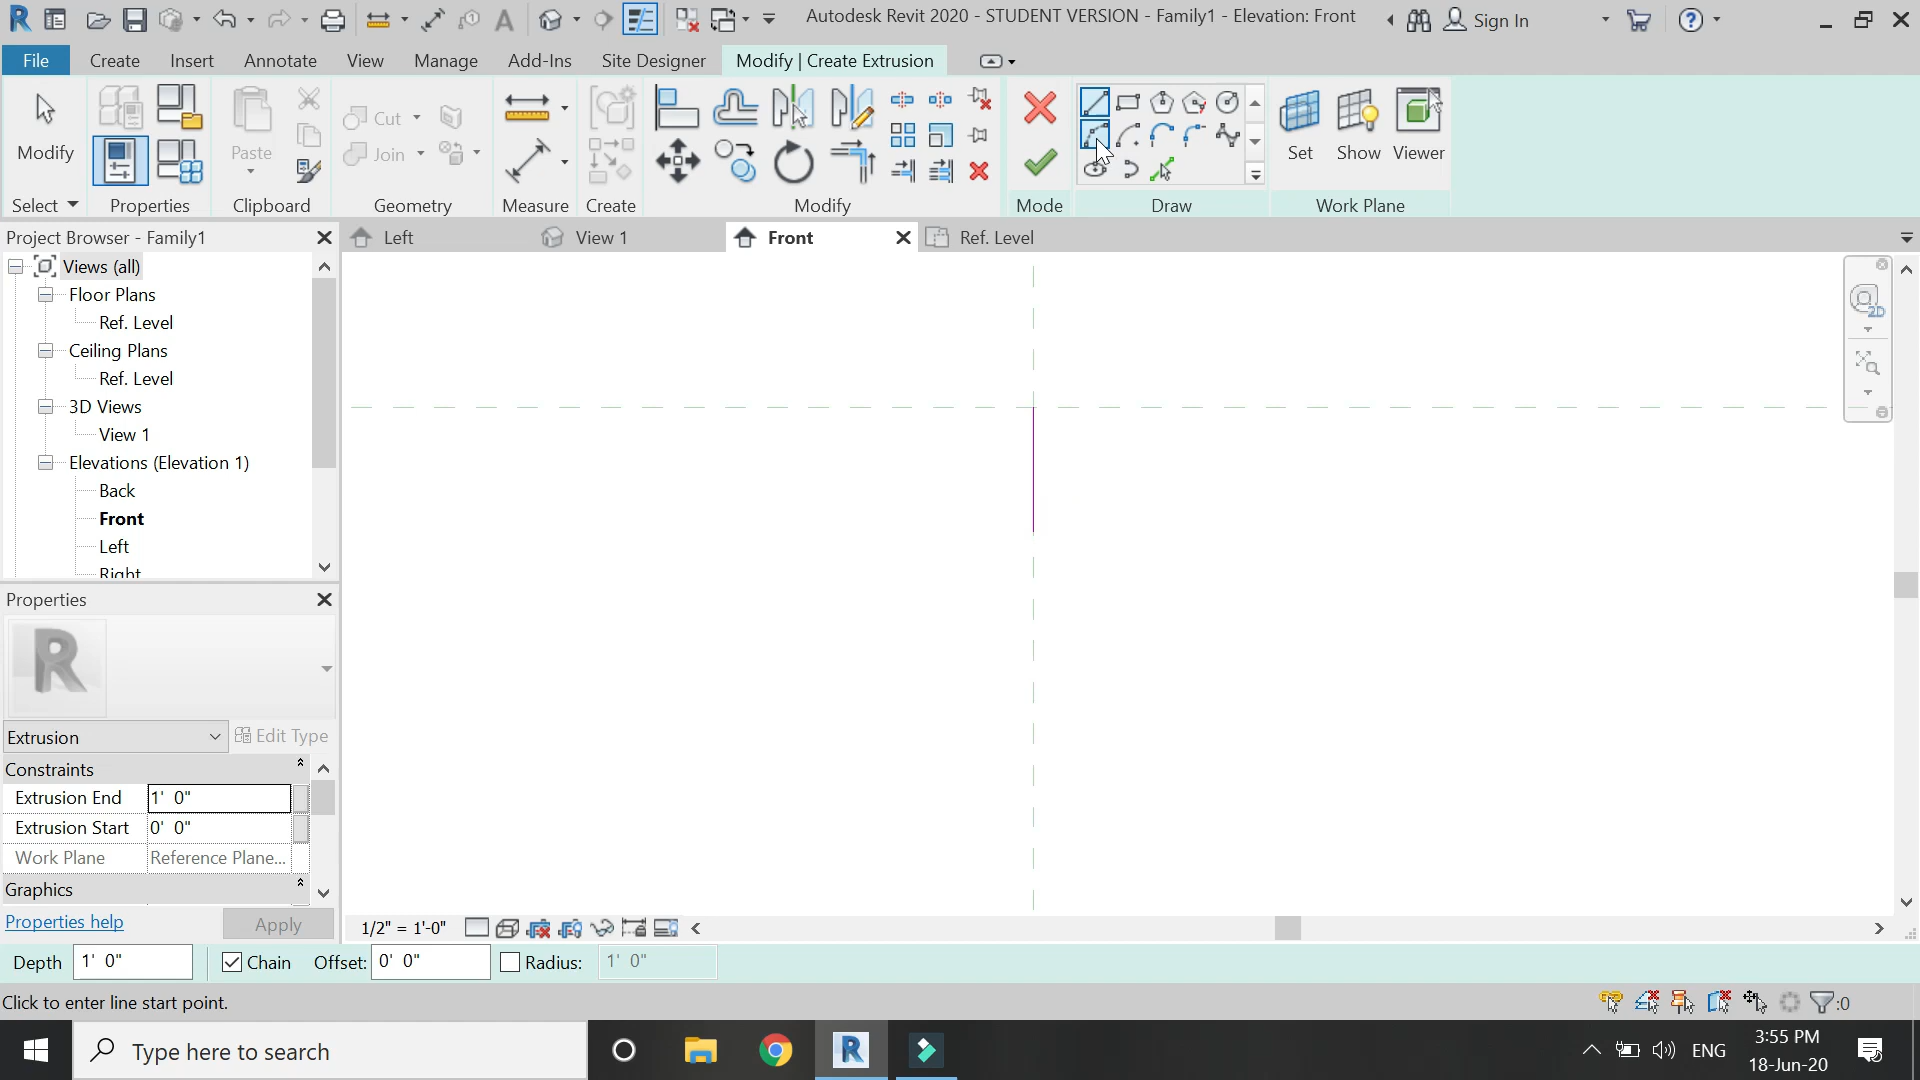 Autodesk Revit 2020 - STUDENT VERSION - Family1 - Elevation: Front
Sign In
File Create Insert Annotate View Manage Add-Ins Site Designer Modify | Create Extrusion
Modify Paste Cut Join Set Show Viewer
Select Properties Clipboard Geometry Measure Create Modify Mode Draw Work Plane
Project Browser - Family1
Left View 1 Front Ref. Level
Views (all)
Floor Plans
Ref. Level
Ceiling Plans
Ref. Level
3D Views
View 1
Elevations (Elevation 1)
Back
Front
Left
Right
2D
Properties
R
Extrusion Edit Type
Constraints
Extrusion End 1' 0"
Extrusion Start 0' 0"
Work Plane Reference Plane...
Graphics
Properties help Apply
1/2" = 1'-0"
Depth 1' 0" Chain Offset: 0' 0" Radius: 1' 0"
Click to enter line start point.
:0
Type here to search
ENG
3:55 PM
18-Jun-20